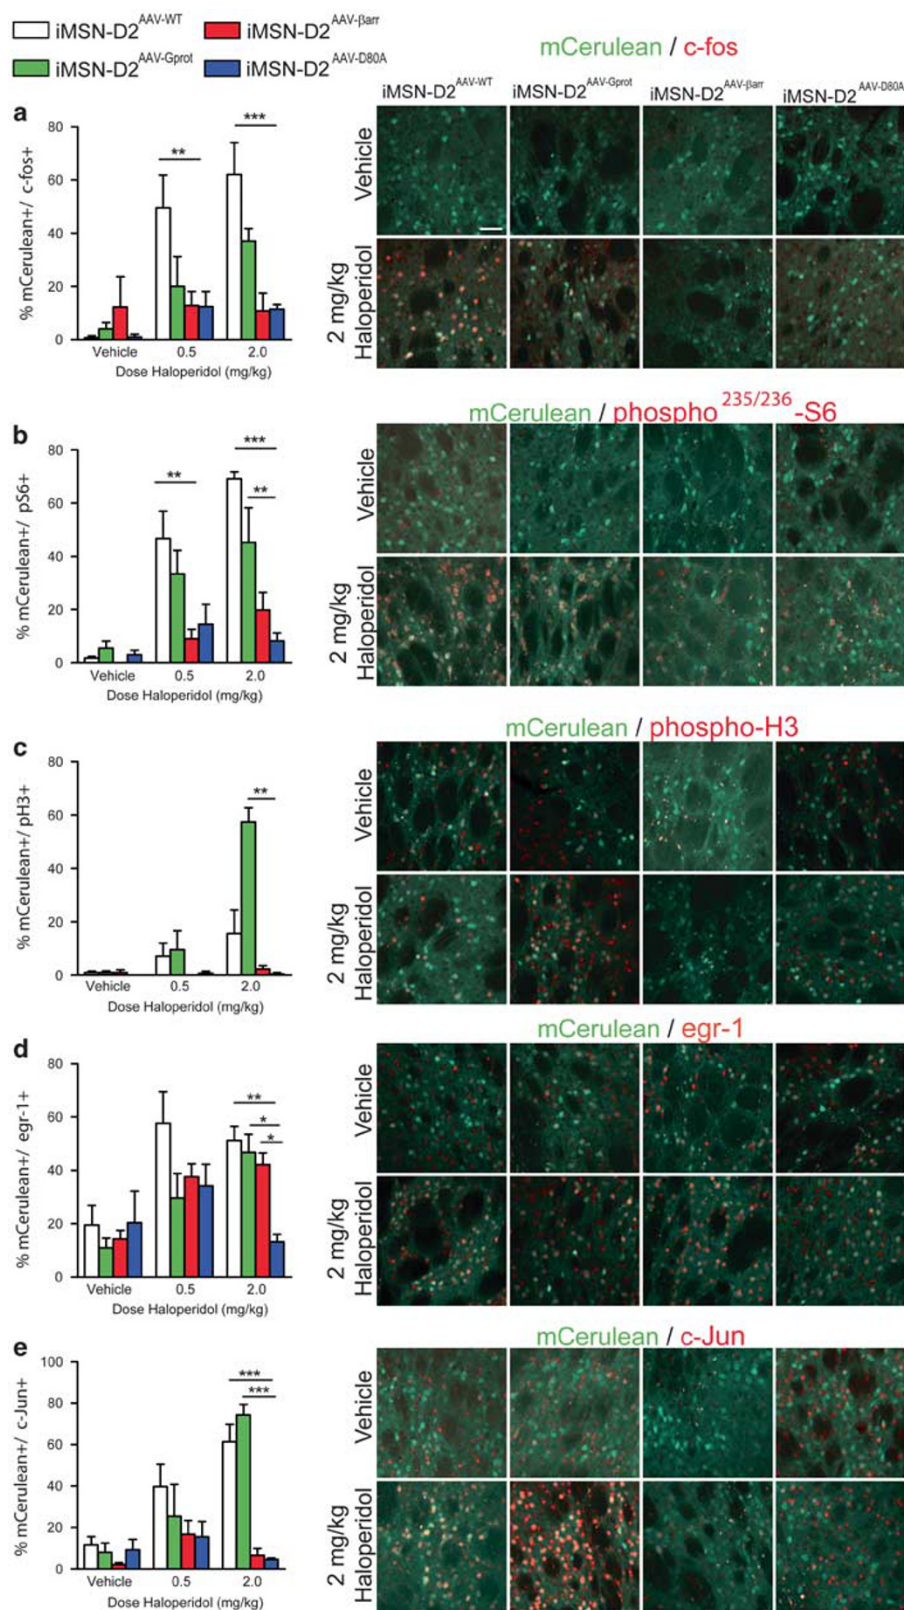 iMSN-D2AAV-WT iMSN-D2AAV-βarr
iMSN-D2AAV-Gprot iMSN-D2AAV-D80A
mCerulean / c-fos
iMSN-D2AAV-WT iMSN-D2AAV-Gprot iMSN-D2AAV-βarr iMSN-D2AAV-D80A
a
80
60
40
20
0
% mCerulean+/ c-fos+
**
***
Vehicle 0.5 2.0
Dose Haloperidol (mg/kg)
Vehicle
2 mg/kg
Haloperidol
mCerulean / phospho235/236-S6
b
80
60
40
20
0
% mCerulean+/ pS6+
**
***
**
Vehicle 0.5 2.0
Dose Haloperidol (mg/kg)
Vehicle
2 mg/kg
Haloperidol
mCerulean / phospho-H3
c
80
60
40
20
0
% mCerulean+/ pH3+
**
Vehicle 0.5 2.0
Dose Haloperidol (mg/kg)
Vehicle
2 mg/kg
Haloperidol
mCerulean / egr-1
d
80
60
40
20
0
% mCerulean+/ egr-1+
**
*
*
Vehicle 0.5 2.0
Dose Haloperidol (mg/kg)
Vehicle
2 mg/kg
Haloperidol
mCerulean / c-Jun
e
100
80
60
40
20
0
% mCerulean+/ c-Jun+
***
***
Vehicle 0.5 2.0
Dose Haloperidol (mg/kg)
Vehicle
2 mg/kg
Haloperidol